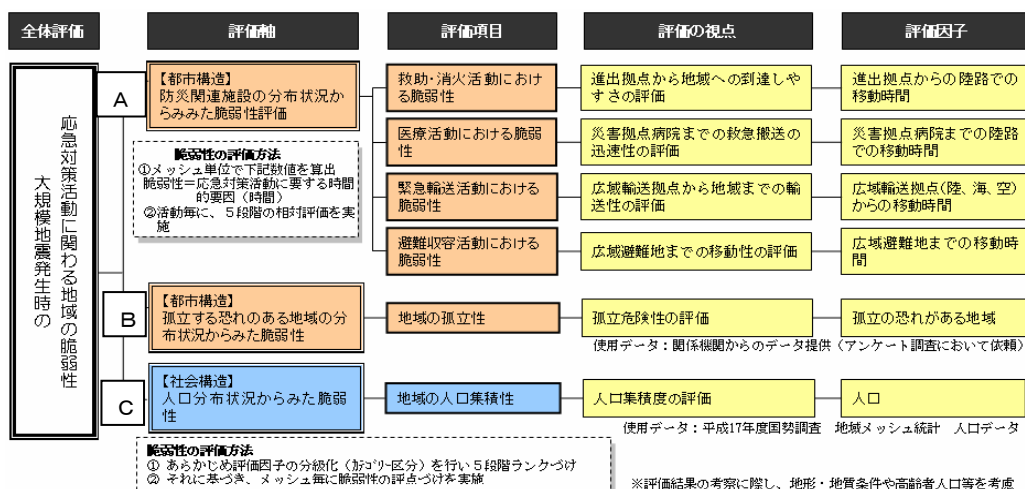 全体評価
評価軸
評価項目
評価の視点
評価因子
大規模地震発生時の
応急対策活動に関わる地域の脆弱性
A
【都市構造】
防災関連施設の分布状況か
らみみた脆弱性評価
救助・消火活動におけ
る脆弱性
進出拠点から地域への到達しや
すさの評価
進出拠点からの陸路での
移動時間
医療活動における脆弱
性
災害拠点病院までの救急搬送の
迅速性の評価
災害拠点病院までの陸路
での移動時間
緊急輸送活動における
脆弱性
広域輸送拠点から地域までの輸
送性の評価
広域輸送拠点(陸、海、空)
からの移動時間
避難収容活動における
脆弱性
広域避難地までの移動性の評価
広域避難地までの移動時
間
脆弱性の評価方法
①メッシュ単位で下記数値を算出
脆弱性=応急対策活動に要する時間
的要因(時間)
②活動毎に、5段階の相対評価を実
施
B
【都市構造】
孤立する恐れのある地域の分
布状況からみた脆弱性
地域の孤立性
孤立危険性の評価
孤立の恐れがある地域
使用データ:関係機関からのデータ提供(アンケート調査において依頼)
C
【社会構造】
人口分布状況からみた脆弱
性
地域の人口集積性
人口集積度の評価
人口
使用データ:平成17年度国勢調査 地域メッシュ統計 人口データ
脆弱性の評価方法
① あらかじめ評価因子の分級化(カテゴリー区分)を行い5段階ランクづけ
② それに基づき、メッシュ毎に脆弱性の評点づけを実施
※評価結果の考察に際し、地形・地質条件や高齢者人口等を考慮